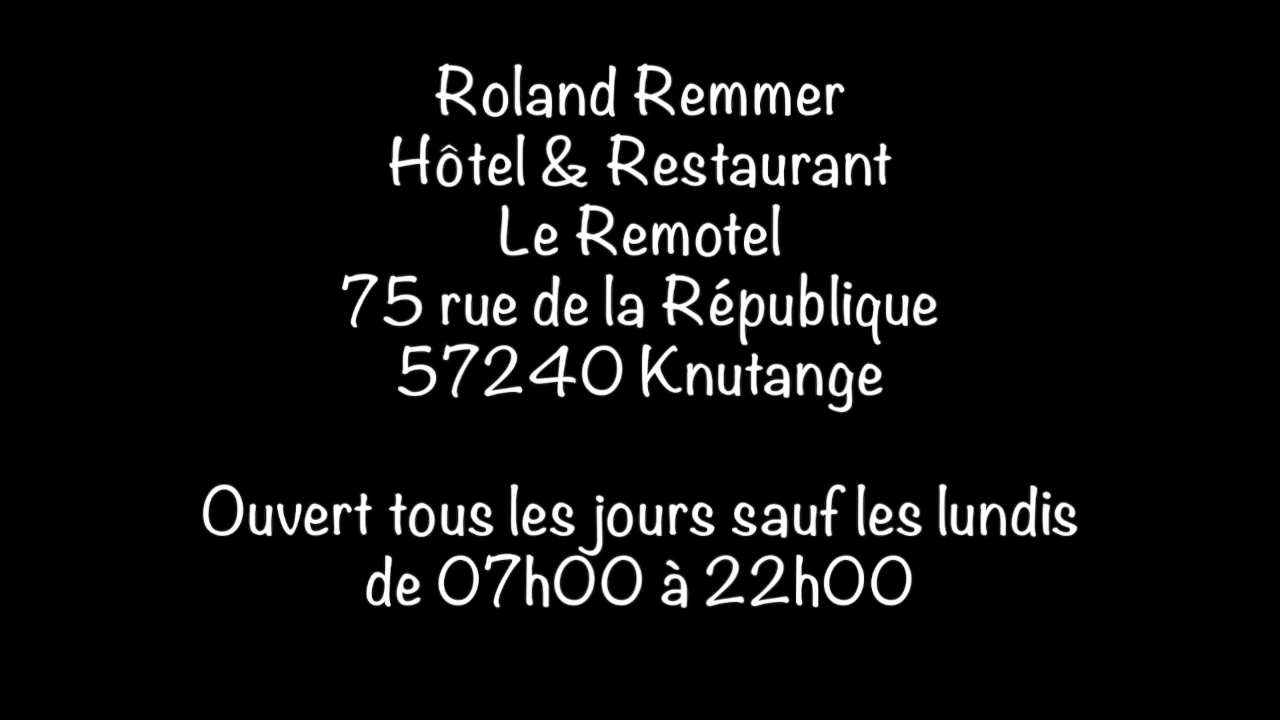 Roland Remmer
Hôtel & Restaurant
Le Remotel
75 rue de la République
57240 Knutange
Ouvert tous les jours sauf les lundis
de 07h00 à 22h00